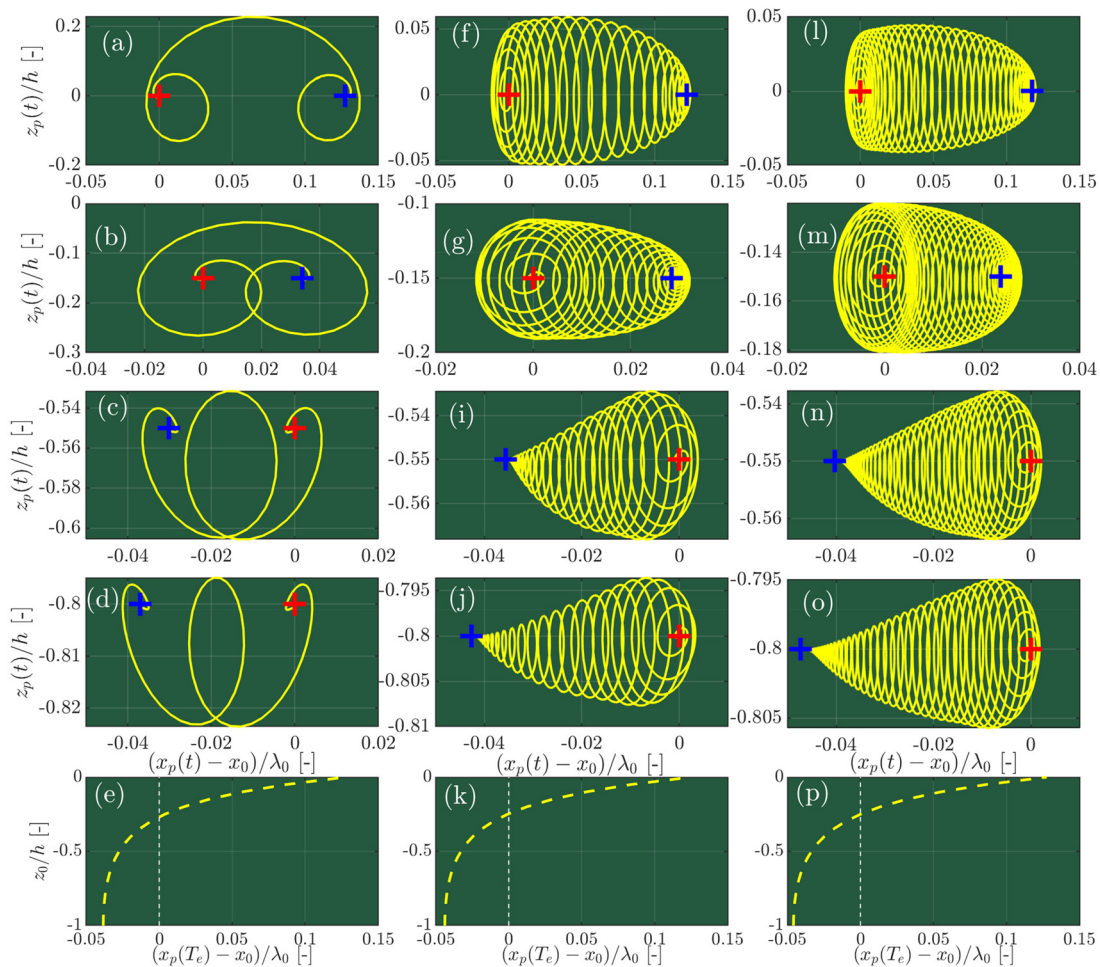 (a)
0.2
0
-0.2
z_p(t)/h [-]
-0.05 0 0.05 0.1 0.15
(f)
0.05
0
-0.05
-0.05 0 0.05 0.1 0.15
(l)
0.05
0
0.05
-0.05 0 0.05 0.1 0.15
(b)
0
-0.1
-0.2
-0.3
z_p(t)/h [-]
-0.04 -0.02 0 0.02 0.04
(g)
-0.1
-0.15
-0.2
-0.02 0 0.02 0.04
(m)
-0.14
-0.16
-0.18
-0.02 0 0.02 0.04
(c)
-0.54
-0.56
-0.58
-0.6
z_p(t)/h [-]
-0.04 -0.02 0 0.02
(i)
-0.54
-0.55
-0.56
-0.04 -0.02 0
(n)
-0.54
-0.55
-0.56
-0.04 -0.02 0
(d)
-0.8
-0.81
-0.82
z_p(t)/h [-]
-0.04 -0.02 0 0.02
(x_p(t) − x_0)/λ_0 [-]
(j)
-0.795
-0.8
-0.805
-0.81
-0.04 -0.02 0
(x_p(t) − x_0)/λ_0 [-]
(o)
-0.795
-0.8
-0.805
-0.04 -0.02 0
(x_p(t) − x_0)/λ_0 [-]
(e)
0
-0.5
-1
z_0/h [-]
-0.05 0 0.05 0.1 0.15
(x_p(T_e) − x_0)/λ_0 [-]
(k)
0
-0.5
-1
-0.05 0 0.05 0.1 0.15
(x_p(T_e) − x_0)/λ_0 [-]
(p)
0
-0.5
-1
-0.05 0 0.05 0.1 0.15
(x_p(T_e) − x_0)/λ_0 [-]